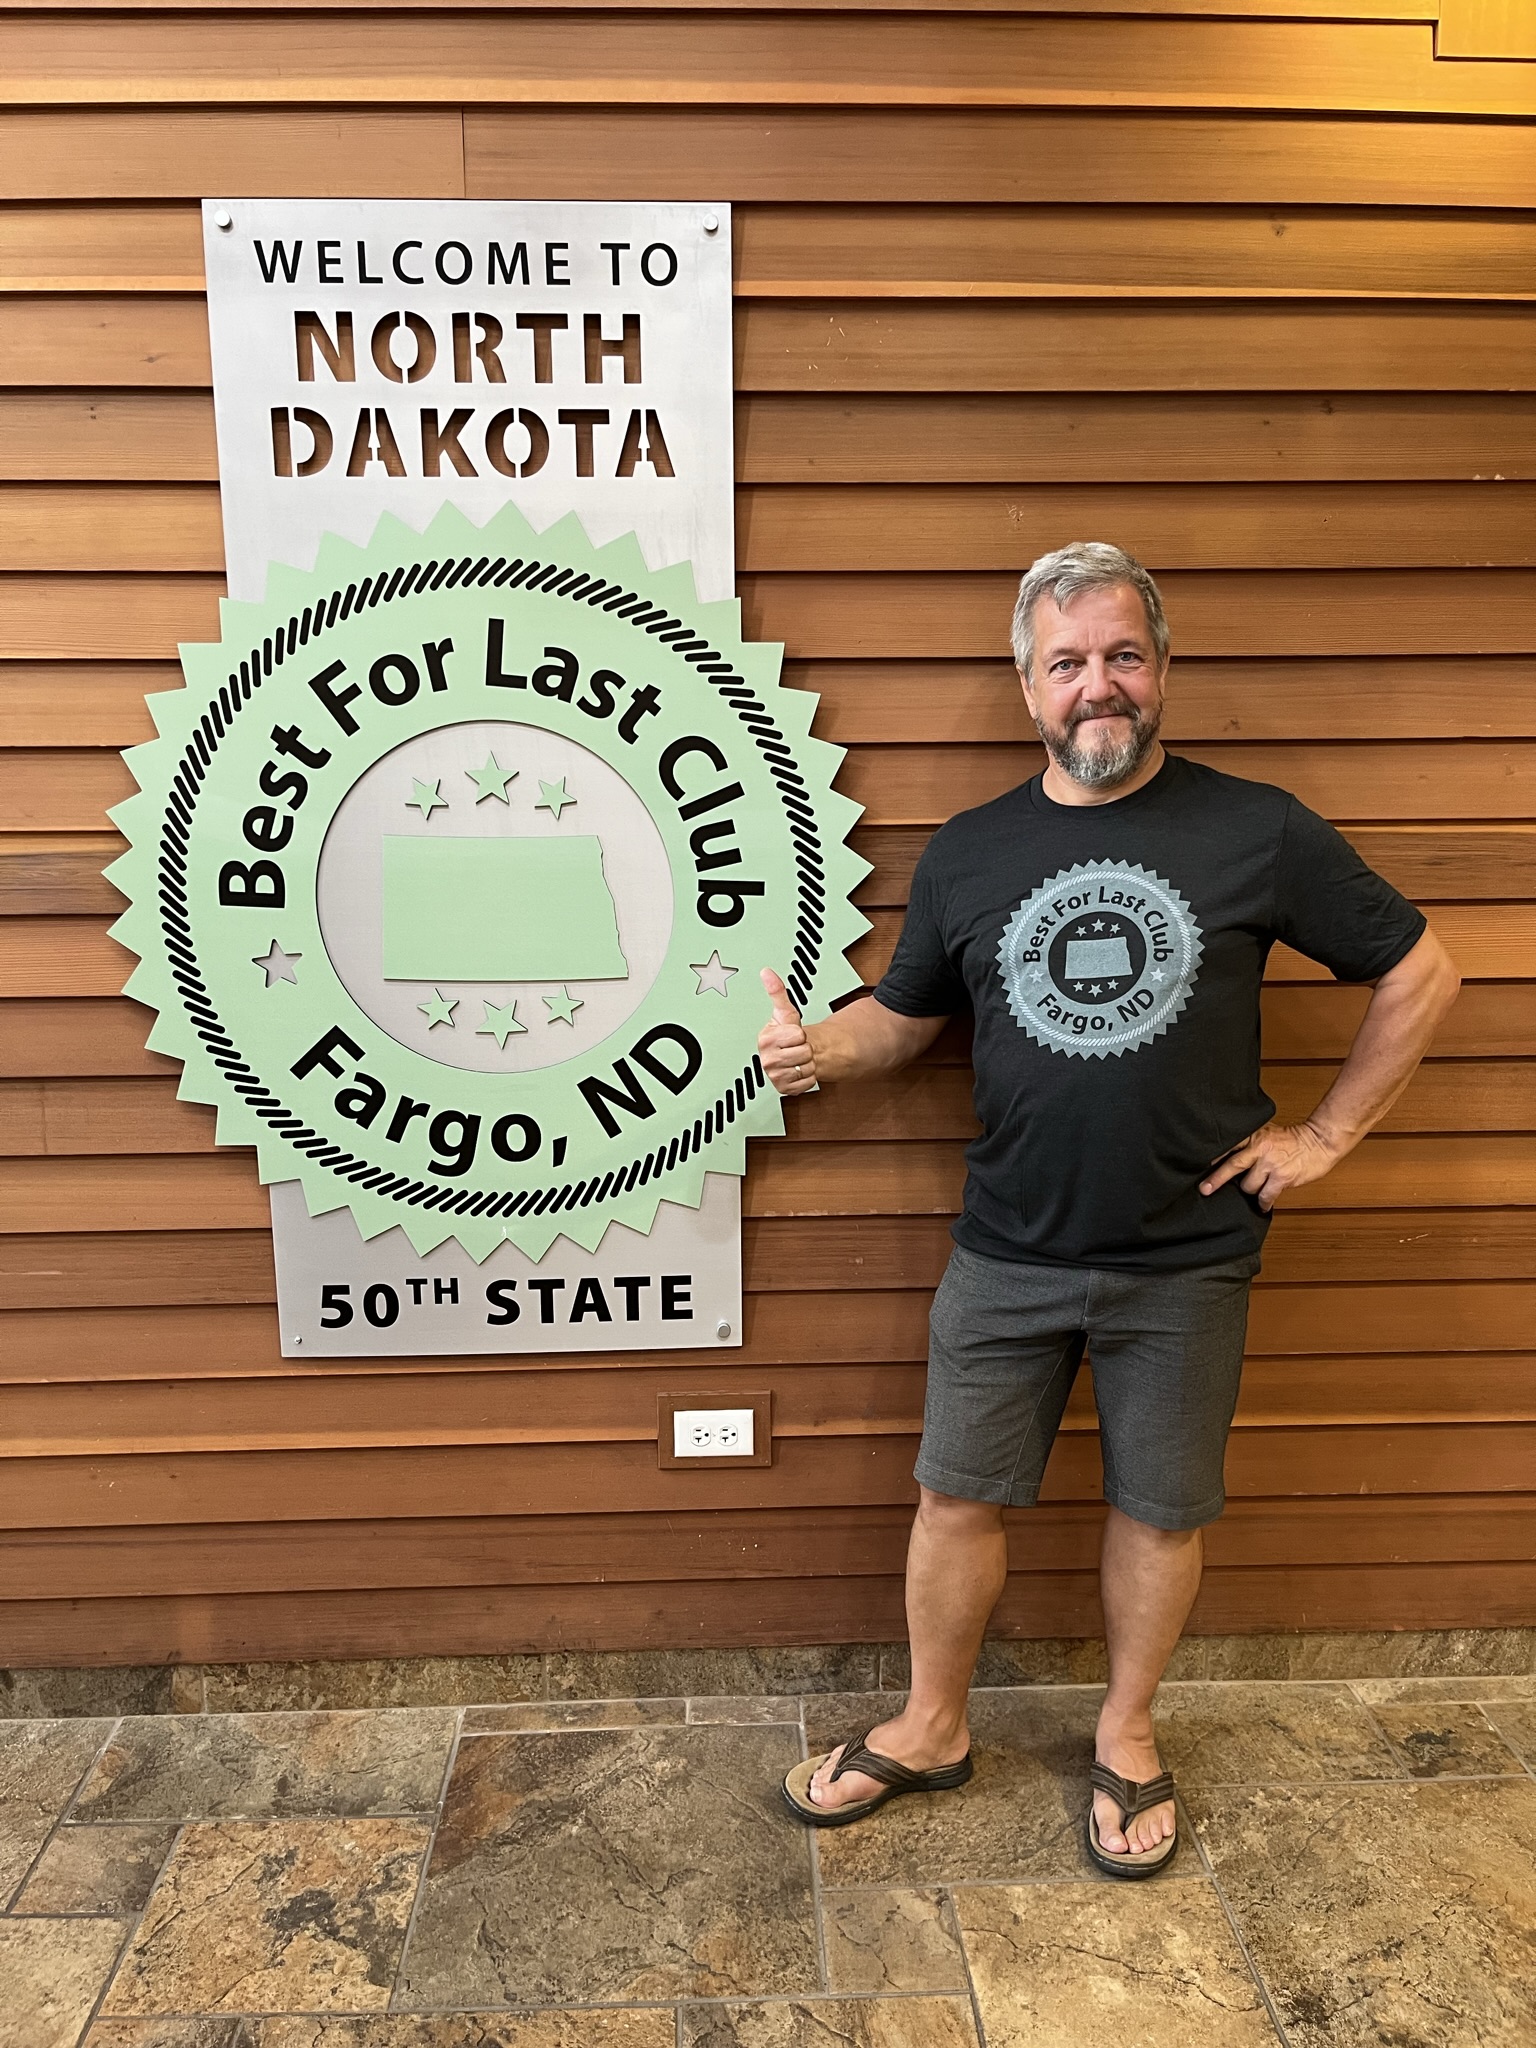 WELCOME TO
NORTH
DAKOTA
Best For Last Club
Fargo, ND
50TH STATE
Best For Last Club
Fargo, ND